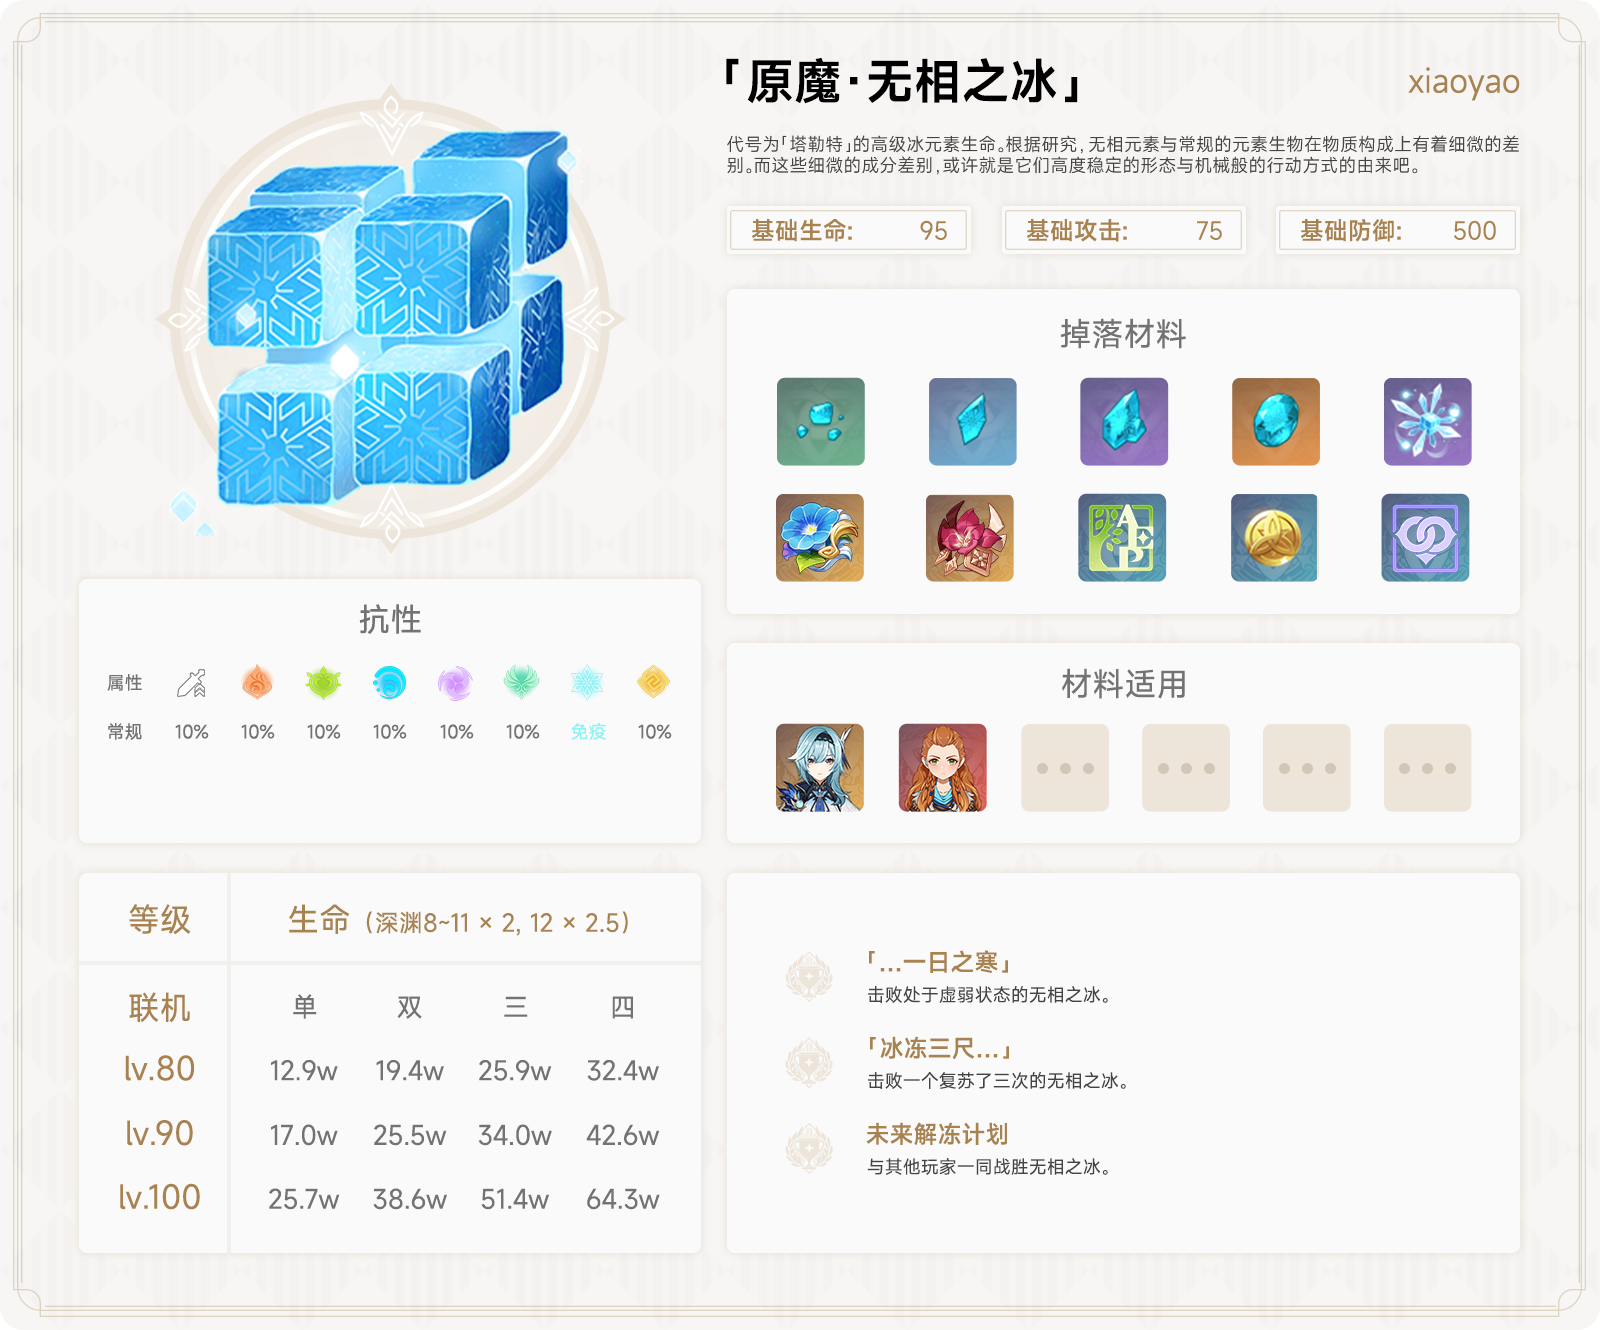 「原魔·无相之冰」
xiaoyao
代号为「塔勒特」的高级冰元素生命。根据研究,无相元素与常规的元素生物在物质构成上有着细微的差
别。而这些细微的成分差别,或许就是它们高度稳定的形态与机械般的行动方式的由来吧。
基础生命: 95
基础攻击: 75
基础防御: 500
掉落材料
AEP
抗性
属性
常规 10% 10% 10% 10% 10% 10% 免疫 10%
材料适用
等级 生命 (深渊8~11 × 2, 12 × 2.5)
联机 单 双 三 四
lv.80 12.9w 19.4w 25.9w 32.4w
lv.90 17.0w 25.5w 34.0w 42.6w
lv.100 25.7w 38.6w 51.4w 64.3w
「…一日之寒」
击败处于虚弱状态的无相之冰。
「冰冻三尺…」
击败一个复苏了三次的无相之冰。
未来解冻计划
与其他玩家一同战胜无相之冰。